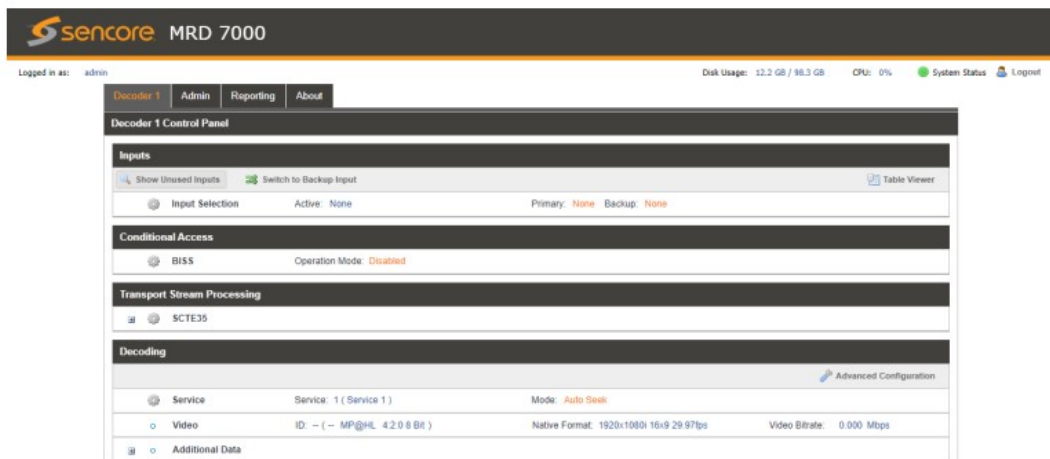 sencore MRD 7000
Logged in as: admin Disk Usage: 12.2 GB / 98.3 GB CPU: 0% System Status Logout
Decoder 1 Admin Reporting About
Decoder 1 Control Panel
Inputs
Show Unused Inputs Switch to Backup Input Table Viewer
Input Selection Active: None Primary: None Backup: None
Conditional Access
BISS Operation Mode: Disabled
Transport Stream Processing
SCTE35
Decoding
Advanced Configuration
Service Service: 1 ( Service 1 ) Mode: Auto Seek
Video ID: -- ( -- MP@HL 4:2:0 8 Bit ) Native Format: 1920x1080i 16x9 29.97fps Video Bitrate: 0.000 Mbps
Additional Data